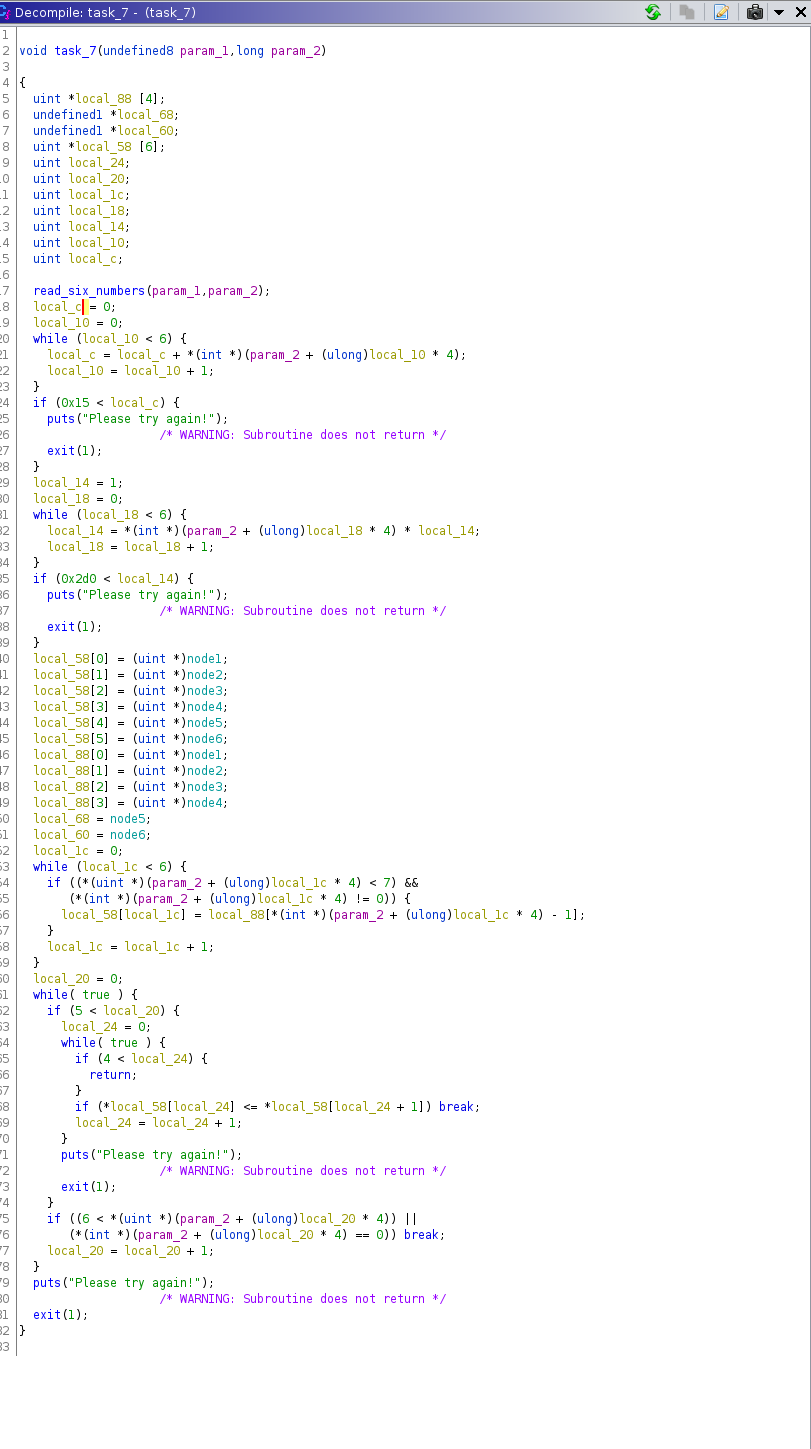 Decompile: task_7 - (task_7)
1
2 void task_7(undefined8 param_1,long param_2)
3
4 {
5   uint *local_88 [4];
6   undefined1 *local_68;
7   undefined1 *local_60;
8   uint *local_58 [6];
9   uint local_24;
10   uint local_20;
11   uint local_1c;
12   uint local_18;
13   uint local_14;
14   uint local_10;
15   uint local_c;
16
17   read_six_numbers(param_1,param_2);
18   local_c = 0;
19   local_10 = 0;
20   while (local_10 < 6) {
21     local_c = local_c + *(int *)(param_2 + (ulong)local_10 * 4);
22     local_10 = local_10 + 1;
23   }
24   if (0x15 < local_c) {
25     puts("Please try again!");
26                     /* WARNING: Subroutine does not return */
27     exit(1);
28   }
29   local_14 = 1;
30   local_18 = 0;
31   while (local_18 < 6) {
32     local_14 = *(int *)(param_2 + (ulong)local_18 * 4) * local_14;
33     local_18 = local_18 + 1;
34   }
35   if (0x2d0 < local_14) {
36     puts("Please try again!");
37                     /* WARNING: Subroutine does not return */
38     exit(1);
39   }
40   local_58[0] = (uint *)node1;
41   local_58[1] = (uint *)node2;
42   local_58[2] = (uint *)node3;
43   local_58[3] = (uint *)node4;
44   local_58[4] = (uint *)node5;
45   local_58[5] = (uint *)node6;
46   local_88[0] = (uint *)node1;
47   local_88[1] = (uint *)node2;
48   local_88[2] = (uint *)node3;
49   local_88[3] = (uint *)node4;
50   local_68 = node5;
51   local_60 = node6;
52   local_1c = 0;
53   while (local_1c < 6) {
54     if ((*(uint *)(param_2 + (ulong)local_1c * 4) < 7) &&
55        (*(int *)(param_2 + (ulong)local_1c * 4) != 0)) {
56       local_58[local_1c] = local_88[*(int *)(param_2 + (ulong)local_1c * 4) - 1];
57     }
58     local_1c = local_1c + 1;
59   }
60   local_20 = 0;
61   while( true ) {
62     if (5 < local_20) {
63       local_24 = 0;
64       while( true ) {
65         if (4 < local_24) {
66           return;
67         }
68         if (*local_58[local_24] <= *local_58[local_24 + 1]) break;
69         local_24 = local_24 + 1;
70       }
71       puts("Please try again!");
72                     /* WARNING: Subroutine does not return */
73       exit(1);
74     }
75     if ((6 < *(uint *)(param_2 + (ulong)local_20 * 4)) ||
76        (*(int *)(param_2 + (ulong)local_20 * 4) == 0)) break;
77     local_20 = local_20 + 1;
78   }
79   puts("Please try again!");
80                     /* WARNING: Subroutine does not return */
81   exit(1);
82 }
83